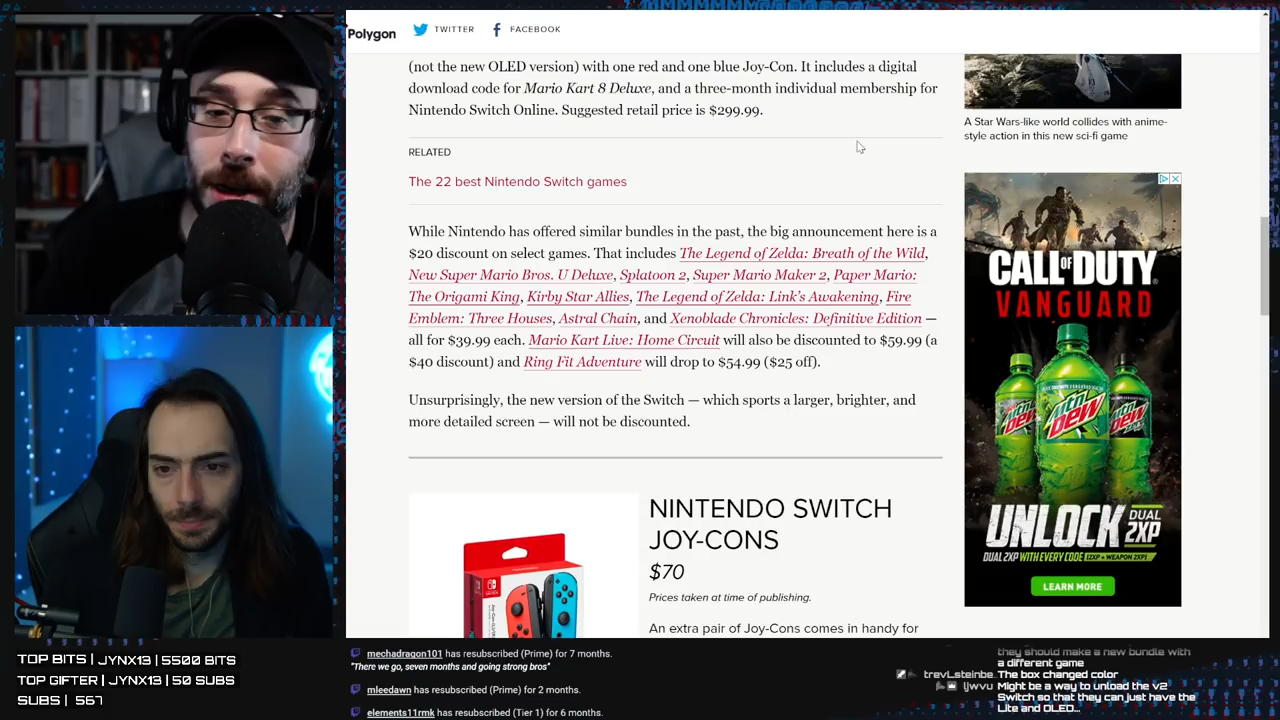 Polygon
TWITTER
FACEBOOK
(not the new OLED version) with one red and one blue Joy-Con. It includes a digital
download code for Mario Kart 8 Deluxe, and a three-month individual membership for
Nintendo Switch Online. Suggested retail price is $299.99.
RELATED
The 22 best Nintendo Switch games
While Nintendo has offered similar bundles in the past, the big announcement here is a
$20 discount on select games. That includes The Legend of Zelda: Breath of the Wild,
New Super Mario Bros. U Deluxe, Splatoon 2, Super Mario Maker 2, Paper Mario:
The Origami King, Kirby Star Allies, The Legend of Zelda: Link's Awakening, Fire
Emblem: Three Houses, Astral Chain, and Xenoblade Chronicles: Definitive Edition —
all for $39.99 each. Mario Kart Live: Home Circuit will also be discounted to $59.99 (a
$40 discount) and Ring Fit Adventure will drop to $54.99 ($25 off).
Unsurprisingly, the new version of the Switch — which sports a larger, brighter, and
more detailed screen — will not be discounted.
NINTENDO SWITCH
JOY-CONS
$70
Prices taken at time of publishing.
An extra pair of Joy-Cons comes in handy for
A Star Wars-like world collides with anime-
style action in this new sci-fi game
CALL OF DUTY
VANGUARD
mtn
DEW
UNLOCK DUAL
2XP
DUAL 2XP WITH EVERY CODE (2XP + WEAPON 2XP)
LEARN MORE
TOP BITS | JYNX13 | 5500 BITS
TOP GIFTER | JYNX13 | 50 SUBS
SUBS | 567
mechadragon101 has resubscribed (Prime) for 7 months.
"There we go, seven months and going strong bros"
mleedawn has resubscribed (Prime) for 2 months.
elements11rmk has resubscribed (Tier 1) for 6 months.
they should make a new bundle with
a different game
trevl_steinbe The box changed color
ljwvu Might be a way to unload the v2
Switch so that they can just have the
Lite and OLED...